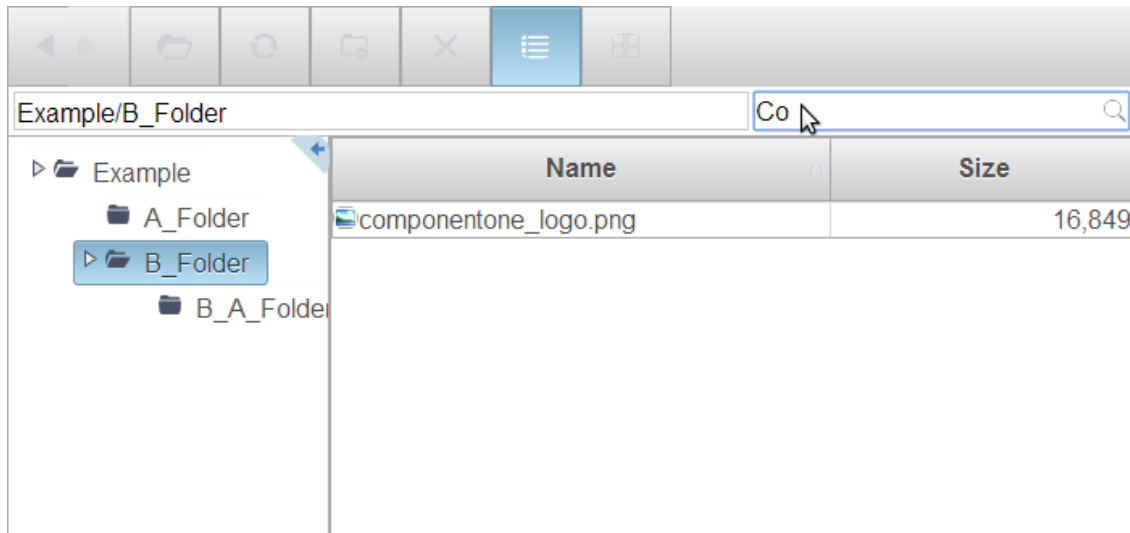 Example/B_Folder Co
Example
A_Folder
B_Folder
B_A_Folder
Name Size
componentone_logo.png 16,849